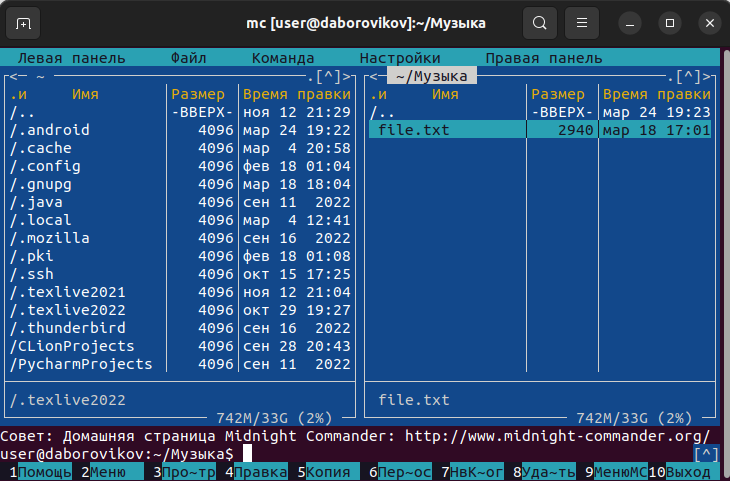 mc [user@daborovikov]:~/Музыка
Левая панель Файл Команда Настройки Правая панель
<─ ~ .[^]> <─ ~/Музыка .[^]>
.и Имя Размер Время правки .и Имя Размер Время правки
/.. -ВВЕРХ- ноя 12 21:29 /.. -ВВЕРХ- мар 24 19:23
/.android 4096 мар 24 19:22 file.txt 2940 мар 18 17:01
/.cache 4096 мар 4 20:58
/.config 4096 фев 18 01:04
/.gnupg 4096 мар 18 18:04
/.java 4096 сен 11 2022
/.local 4096 мар 4 12:41
/.mozilla 4096 сен 16 2022
/.pki 4096 фев 18 01:08
/.ssh 4096 окт 15 17:25
/.texlive2021 4096 ноя 12 21:04
/.texlive2022 4096 окт 29 19:27
/.thunderbird 4096 сен 16 2022
/CLionProjects 4096 сен 28 20:43
/PycharmProjects 4096 сен 11 2022
/.texlive2022 file.txt
742M/33G (2%) 742M/33G (2%)
Совет: Домашняя страница Midnight Commander: http://www.midnight-commander.org/
user@daborovikov:~/Музыка$ [^]
1Помощь 2Меню 3Про~тр 4Правка 5Копия 6Пер~ос 7НвК~ог 8Уда~ть 9МенюMC 10Выход